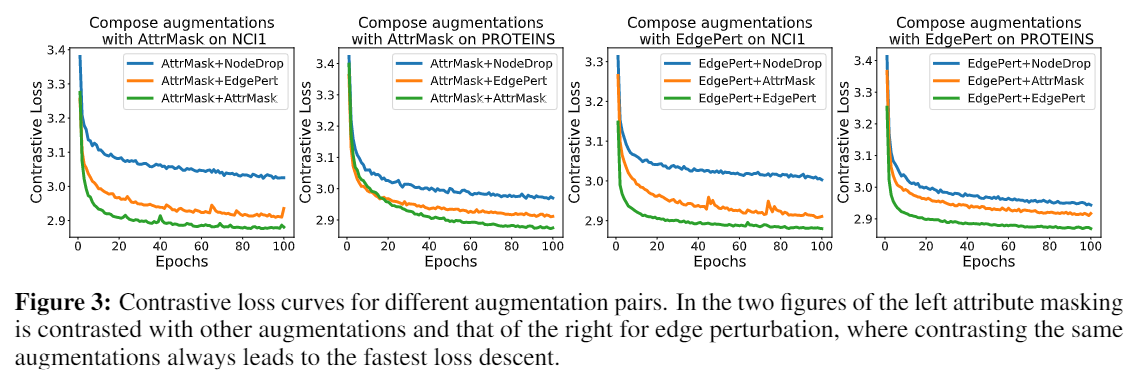 Compose augmentations
with AttrMask on NCI1
Compose augmentations
with AttrMask on PROTEINS
Compose augmentations
with EdgePert on NCI1
Compose augmentations
with EdgePert on PROTEINS
Contrastive Loss
3.4
3.3
3.2
3.1
3.0
2.9
AttrMask+NodeDrop
AttrMask+EdgePert
AttrMask+AttrMask
0
20
40
60
80
100
Epochs
Contrastive Loss
3.4
3.3
3.2
3.1
3.0
2.9
AttrMask+NodeDrop
AttrMask+EdgePert
AttrMask+AttrMask
0
20
40
60
80
100
Epochs
Contrastive Loss
3.3
3.2
3.1
3.0
2.9
EdgePert+NodeDrop
EdgePert+AttrMask
EdgePert+EdgePert
0
20
40
60
80
100
Epochs
Contrastive Loss
3.4
3.3
3.2
3.1
3.0
2.9
EdgePert+NodeDrop
EdgePert+AttrMask
EdgePert+EdgePert
0
20
40
60
80
100
Epochs
Figure 3: Contrastive loss curves for different augmentation pairs. In the two figures of the left attribute masking
is contrasted with other augmentations and that of the right for edge perturbation, where contrasting the same
augmentations always leads to the fastest loss descent.